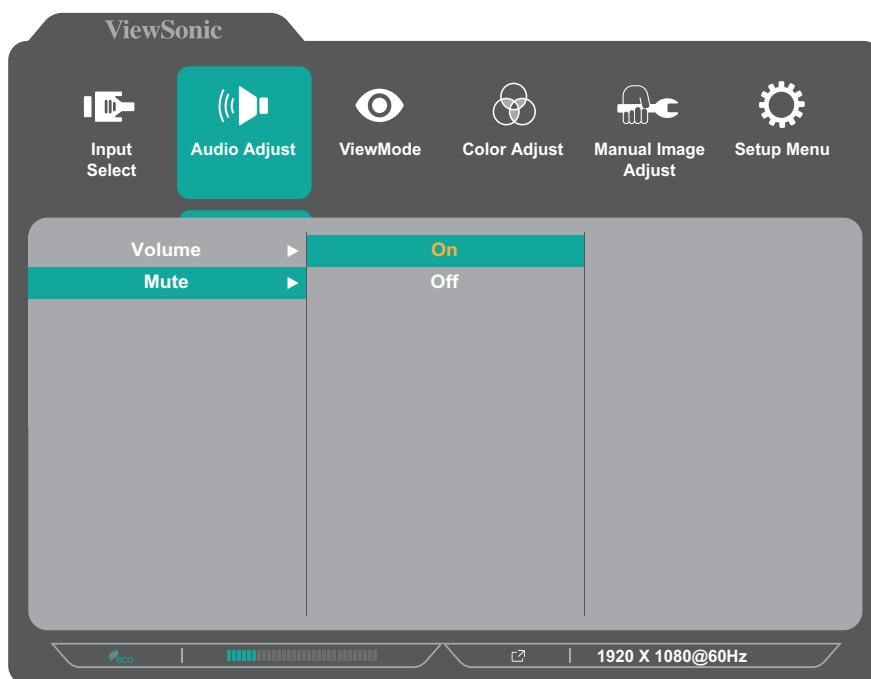 ViewSonic
Input
Select
Audio Adjust
ViewMode
Color Adjust
Manual Image
Adjust
Setup Menu
Volume
On
Mute
Off
eco
1920 X 1080@60Hz